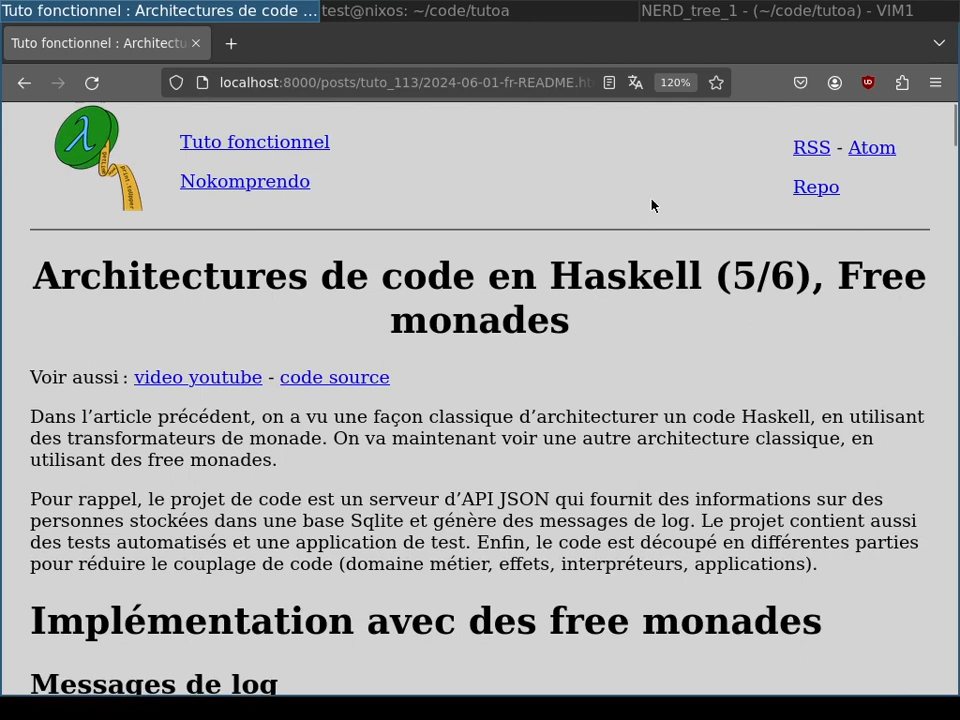 Tuto fonctionnel : Architectures de code ...
test@nixos: ~/code/tutoa
NERD_tree_1 - (~/code/tutoa) - VIM1
Tuto fonctionnel : Architectu
localhost:8000/posts/tuto_113/2024-06-01-fr-README.ht
120%
Tuto fonctionnel
Nokomprendo
RSS - Atom
Repo
Architectures de code en Haskell (5/6), Free
monades
Voir aussi : video youtube - code source
Dans l’article précédent, on a vu une façon classique d’architecturer un code Haskell, en utilisant
des transformateurs de monade. On va maintenant voir une autre architecture classique, en
utilisant des free monades.
Pour rappel, le projet de code est un serveur d’API JSON qui fournit des informations sur des
personnes stockées dans une base Sqlite et génère des messages de log. Le projet contient aussi
des tests automatisés et une application de test. Enfin, le code est découpé en différentes parties
pour réduire le couplage de code (domaine métier, effets, interpréteurs, applications).
Implémentation avec des free monades
Messages de log